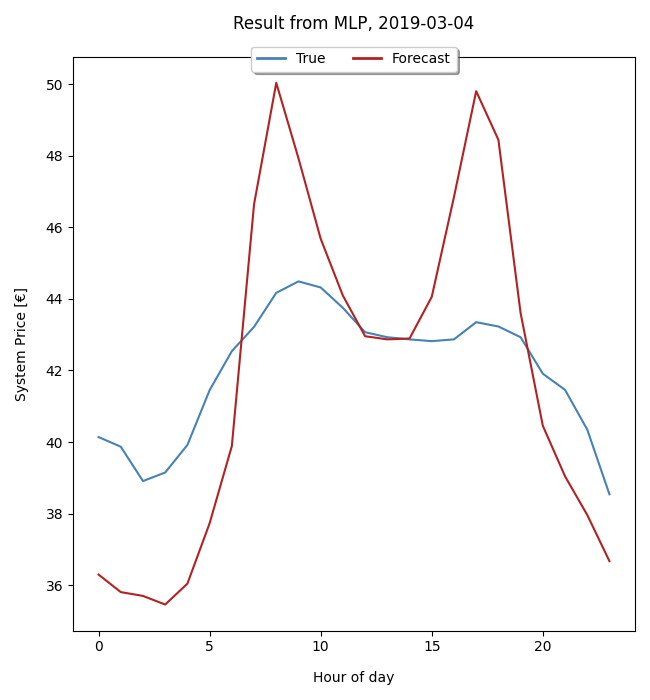 Result from MLP, 2019-03-04
True Forecast
50
48
46
44
42
40
38
36
System Price [€]
0 5 10 15 20
Hour of day